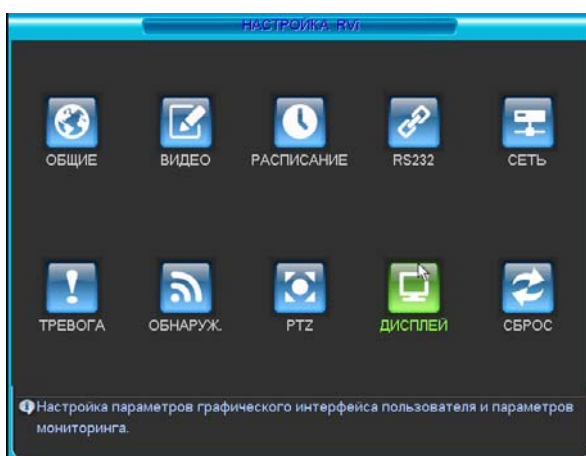 НАСТРОЙКА. RVi
ОБЩИЕ
ВИДЕО
РАСПИСАНИЕ
RS232
СЕТЬ
ТРЕВОГА
ОБНАРУЖ.
PTZ
ДИСПЛЕЙ
СБРОС
Настройка параметров графического интерфейса пользователя и параметров
мониторинга.